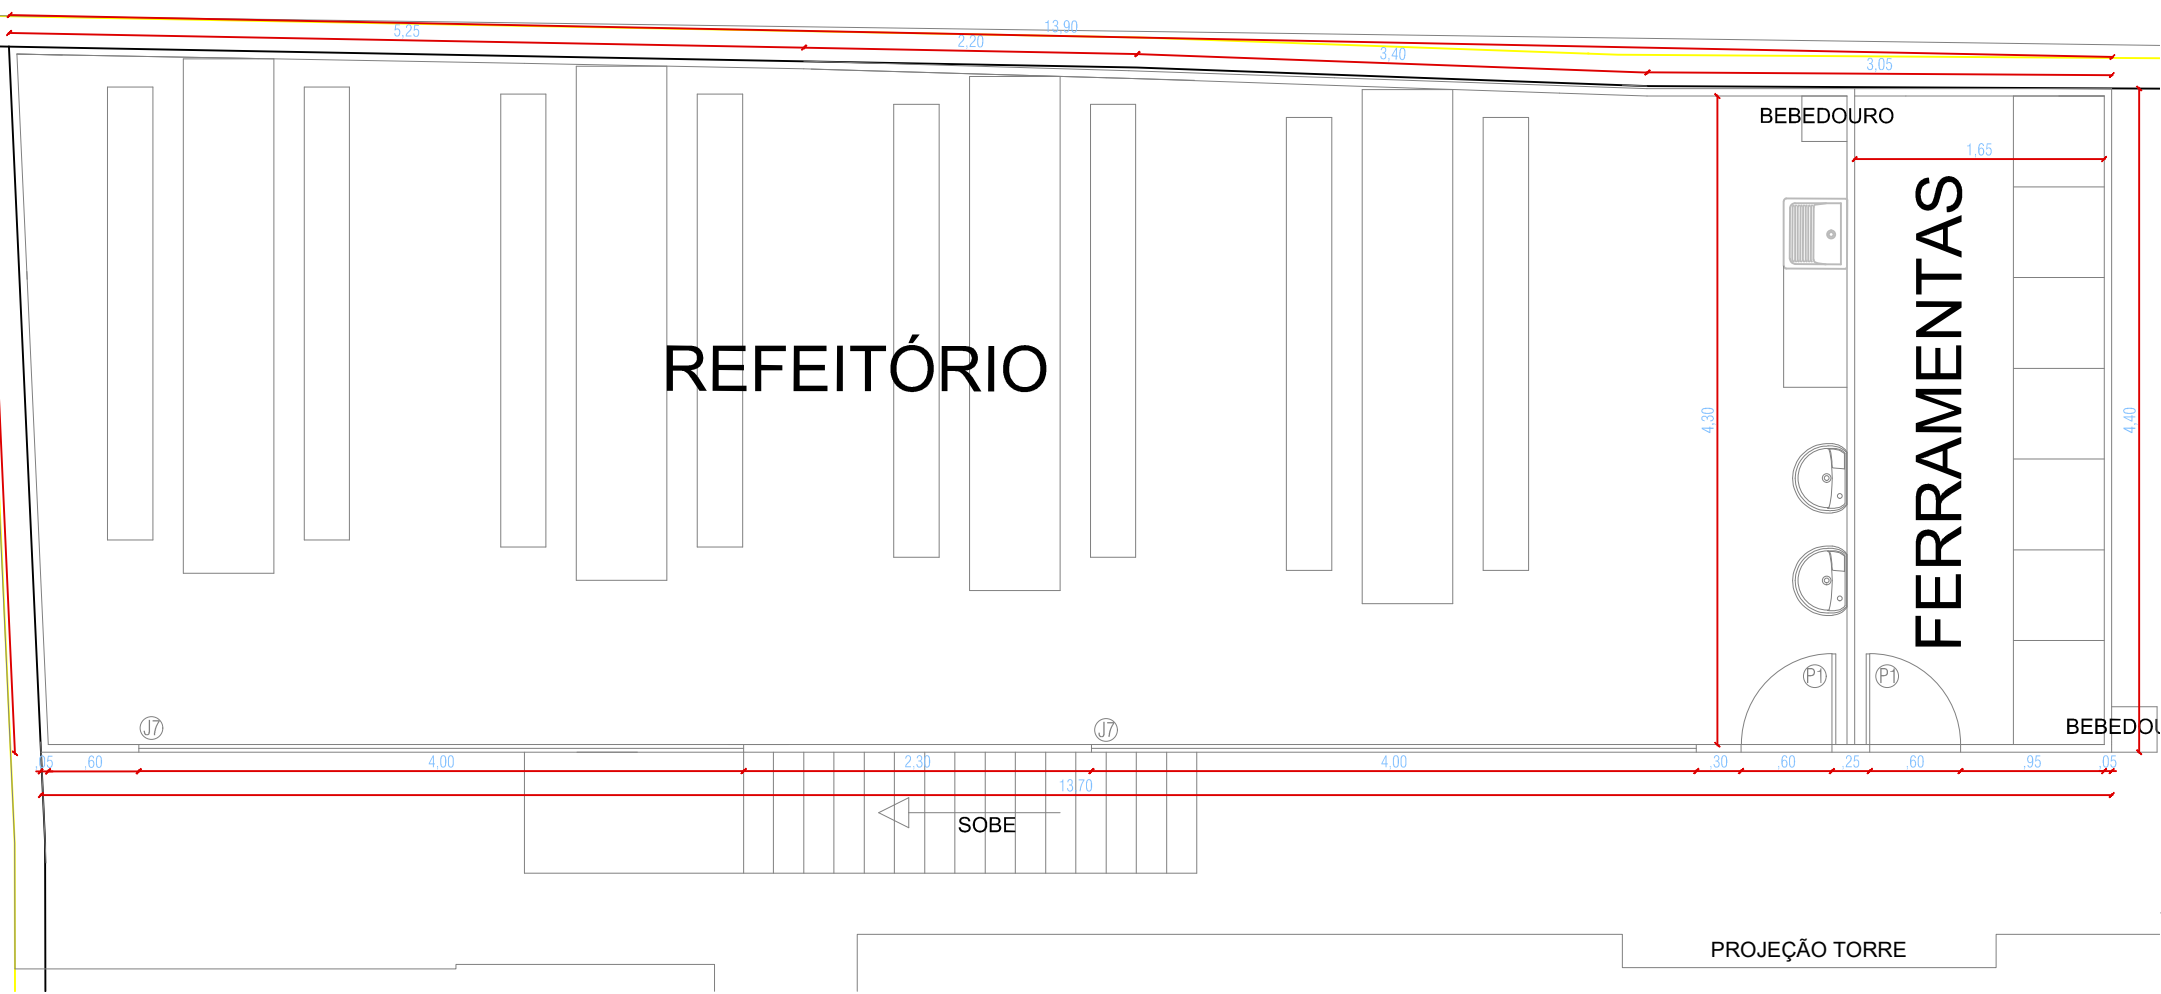 13,90
5,25
2,20
3,40
3,05
BEBEDOURO
1,65
FERRAMENTAS
REFEITÓRIO
4,30
4,40
P1
P1
J7
J7
BEBEDOU
,05
,60
4,00
2,30
4,00
,30
,60
,25
,60
,95
,05
13,70
SOBE
PROJEÇÃO TORRE